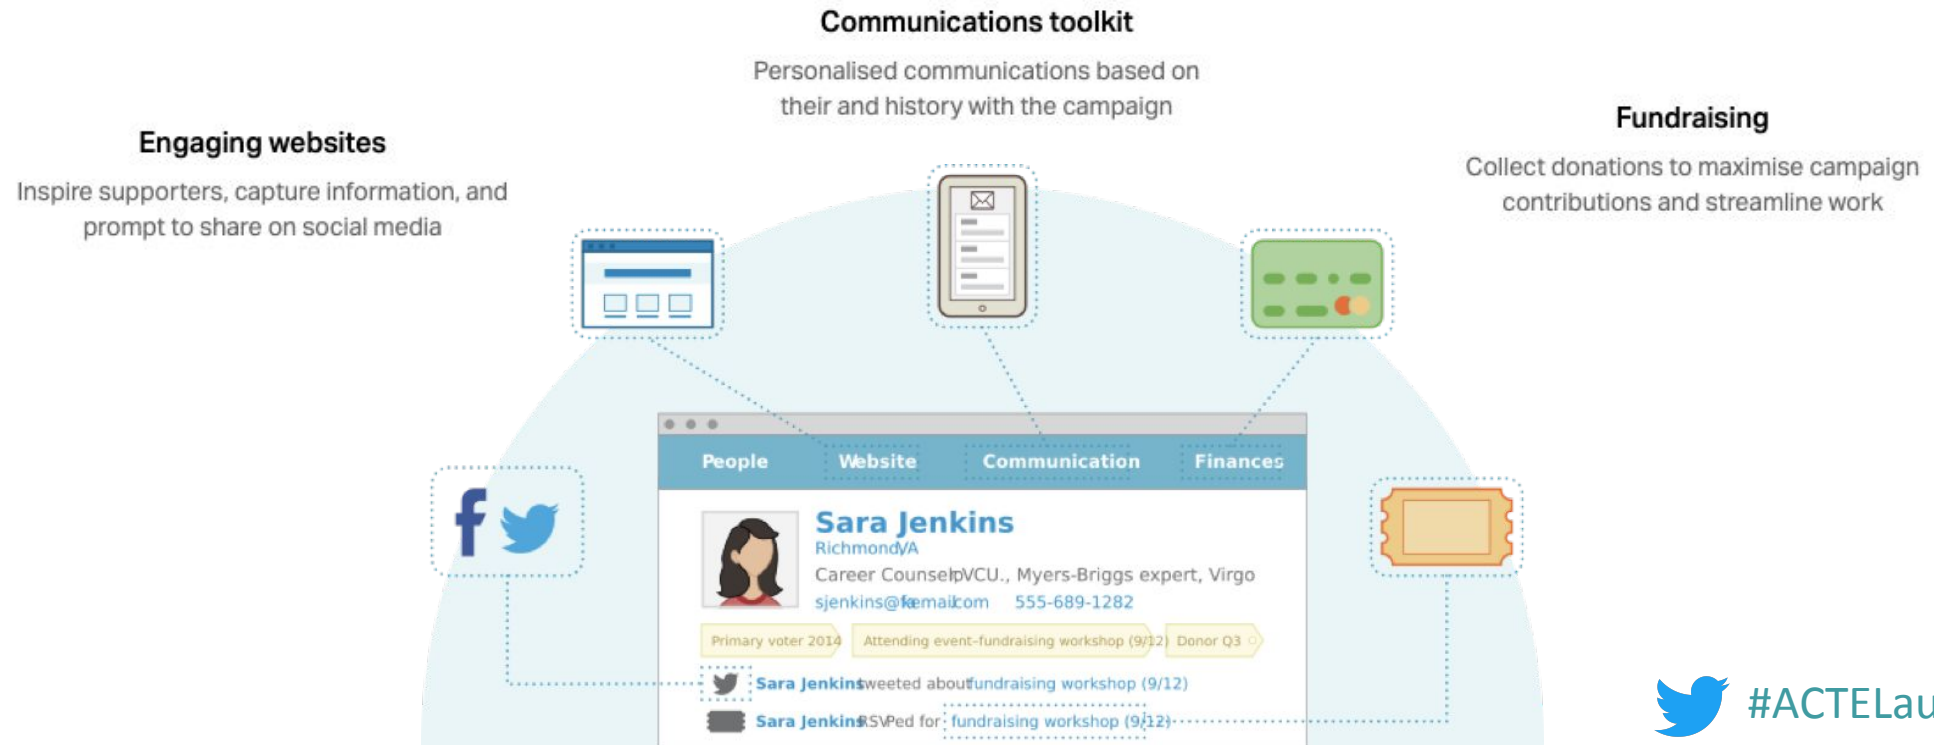 Communications toolkit
Personalised communications based on
their and history with the campaign
Engaging websites
Inspire supporters, capture information, and
prompt to share on social media
Fundraising
Collect donations to maximise campaign
contributions and streamline work
People Website Communication Finances
Sara Jenkins
Richmond,VA
Career Counselp,VCU., Myers-Briggs expert, Virgo
sjenkins@fakemail.com 555-689-1282
Primary voter 2014 Attending event–fundraising workshop (9/12) Donor Q3
Sara Jenkins tweeted about fundraising workshop (9/12)
Sara Jenkins RSVPed for fundraising workshop (9/12)
#ACTELau